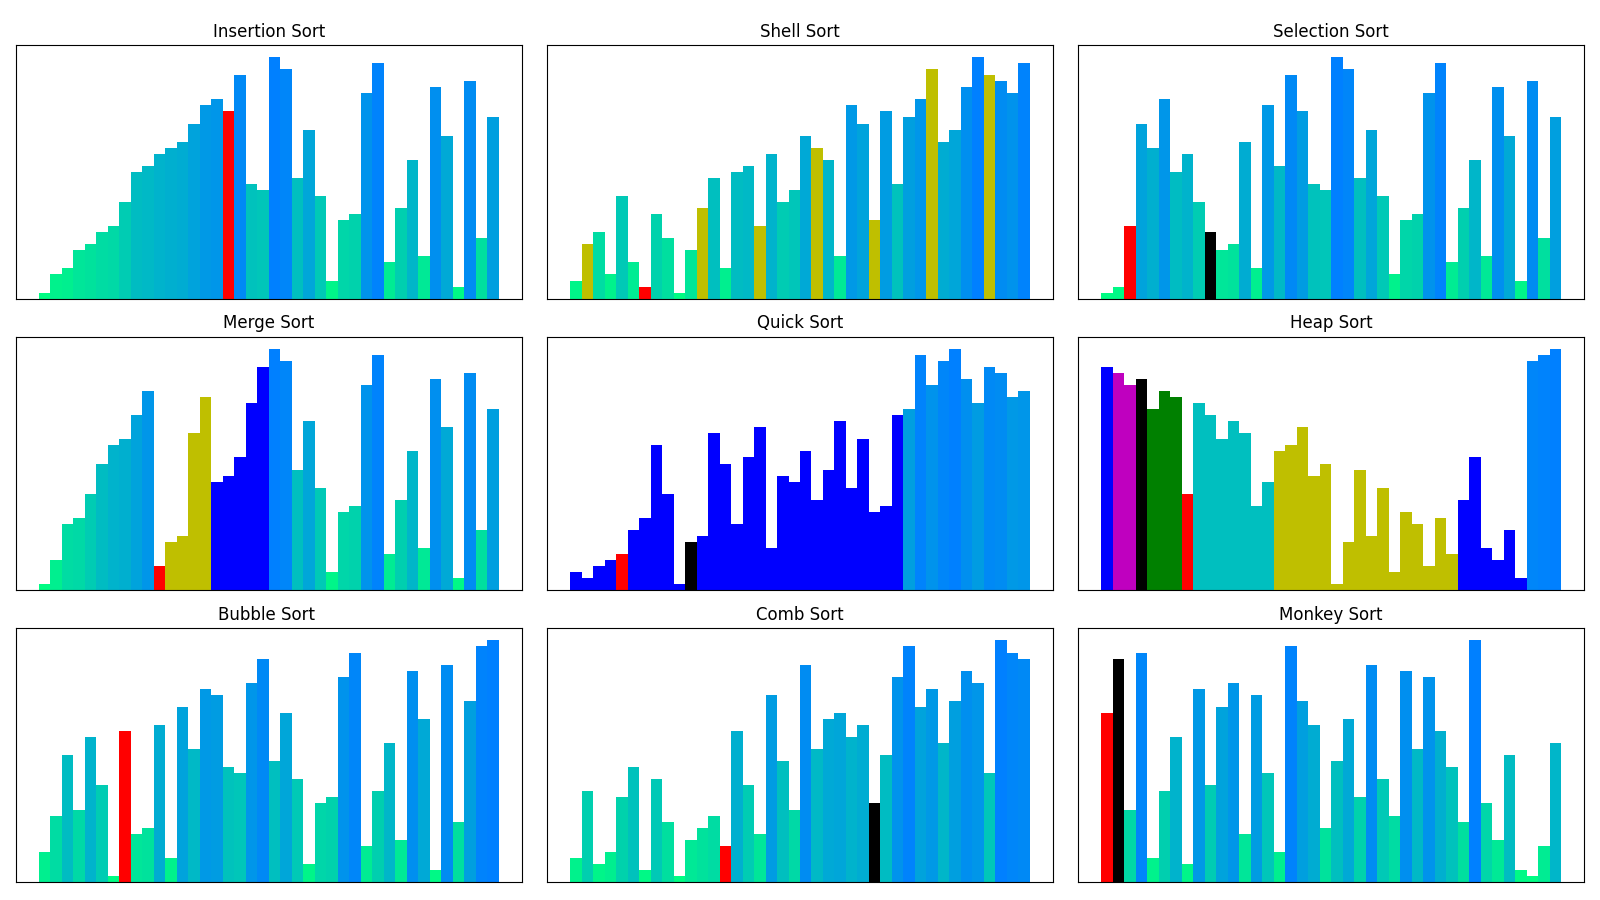 Insertion Sort
Shell Sort
Selection Sort
Merge Sort
Quick Sort
Heap Sort
Bubble Sort
Comb Sort
Monkey Sort